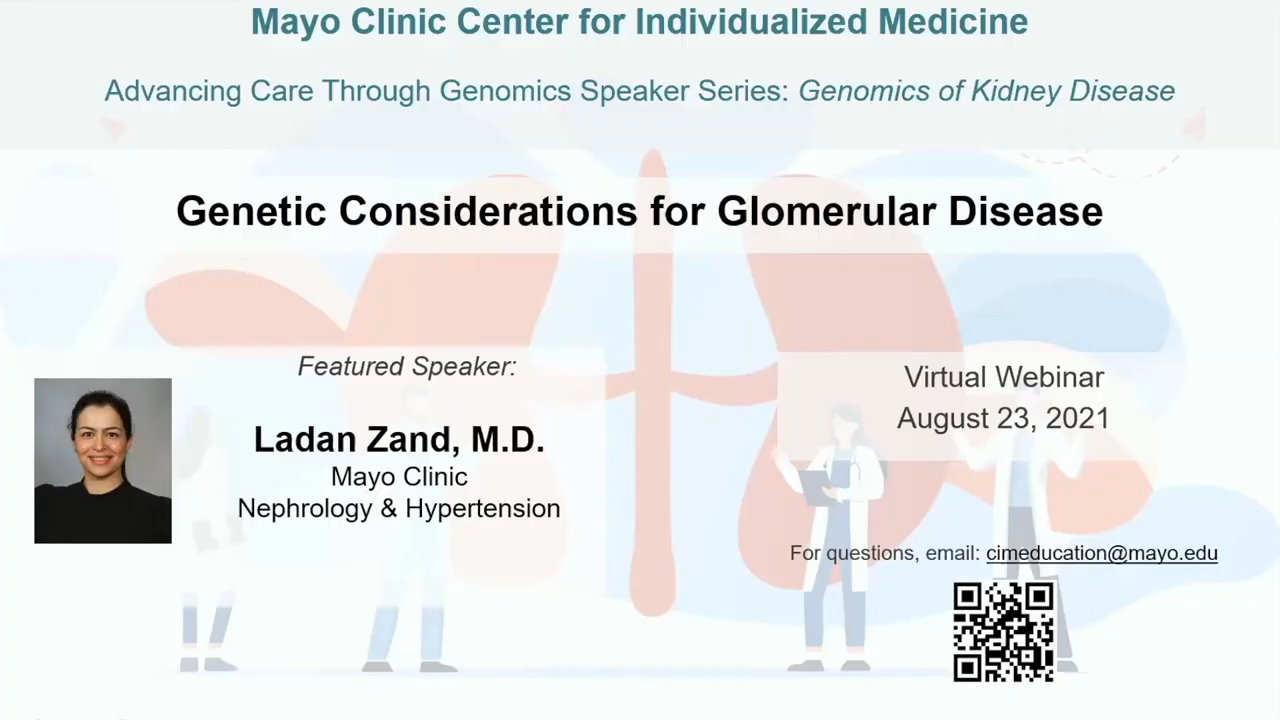 Mayo Clinic Center for Individualized Medicine
Advancing Care Through Genomics Speaker Series: Genomics of Kidney Disease
Genetic Considerations for Glomerular Disease
Featured Speaker:
Ladan Zand, M.D.
Mayo Clinic
Nephrology & Hypertension
Virtual Webinar
August 23, 2021
For questions, email: cimeducation@mayo.edu